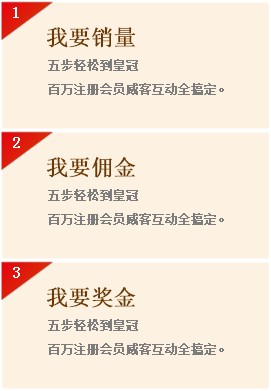 1
我要销量
五步轻松到皇冠
百万注册会员威客互动全搞定。
2
我要佣金
五步轻松到皇冠
百万注册会员威客互动全搞定。
3
我要奖金
五步轻松到皇冠
百万注册会员威客互动全搞定。